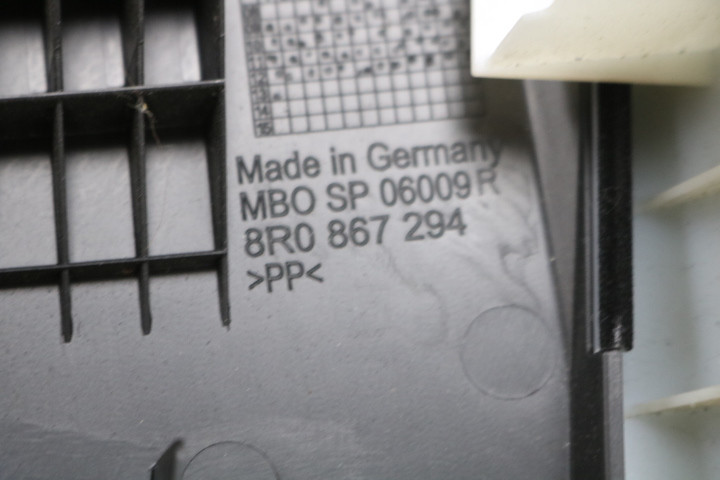 Made in Germany
MBO SP 06009 R
8R0 867 294
>PP<